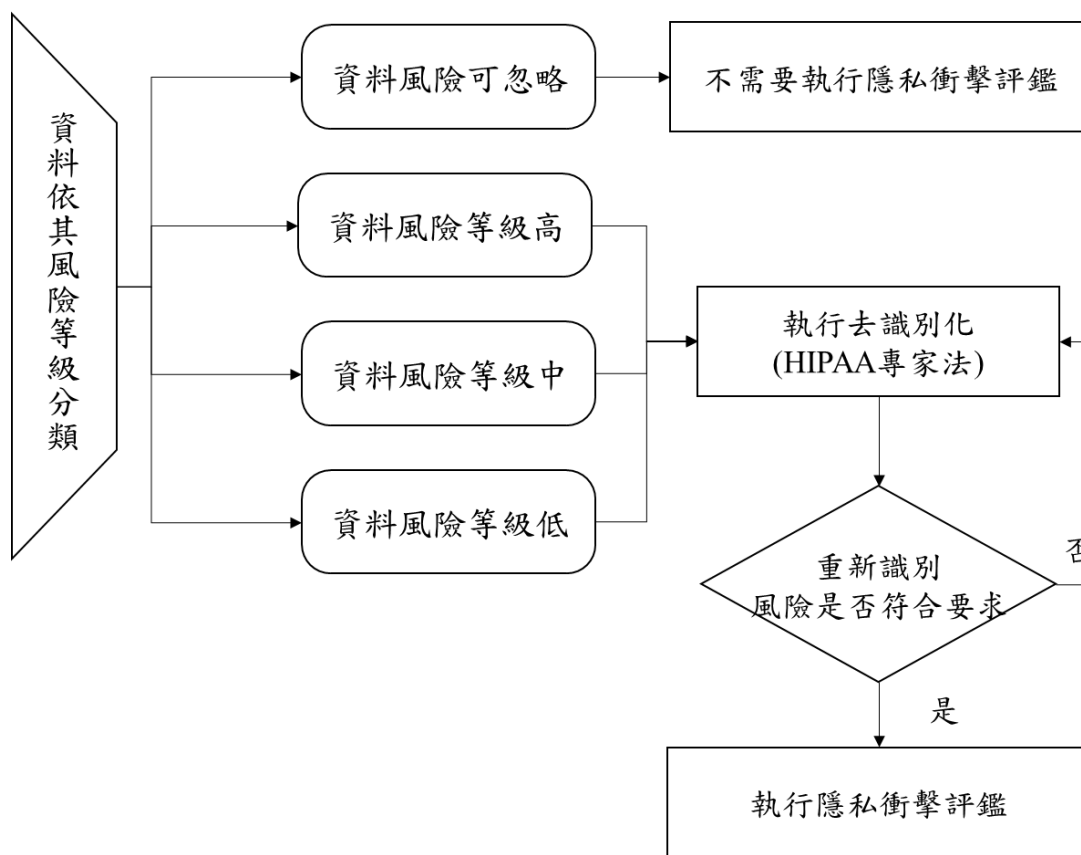 資料依其風險等級分類
資料風險可忽略
不需要執行隱私衝擊評鑑
資料風險等級高
資料風險等級中
資料風險等級低
執行去識別化
(HIPAA專家法)
重新識別
風險是否符合要求
否
是
執行隱私衝擊評鑑